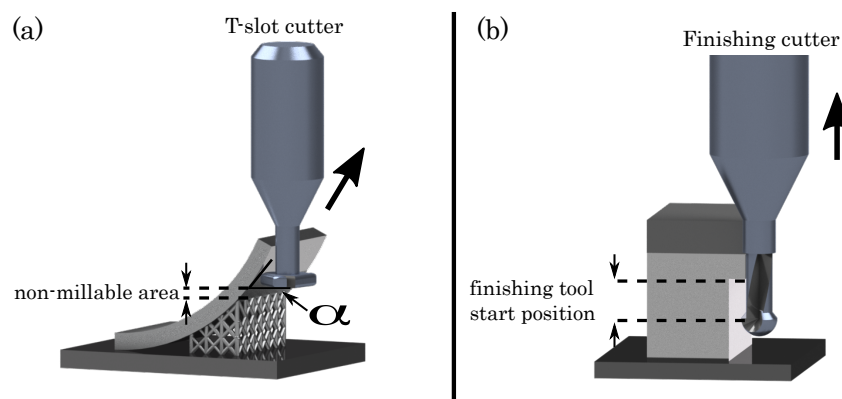 (a)
T-slot cutter
non-millable area
α
(b)
Finishing cutter
finishing tool
start position